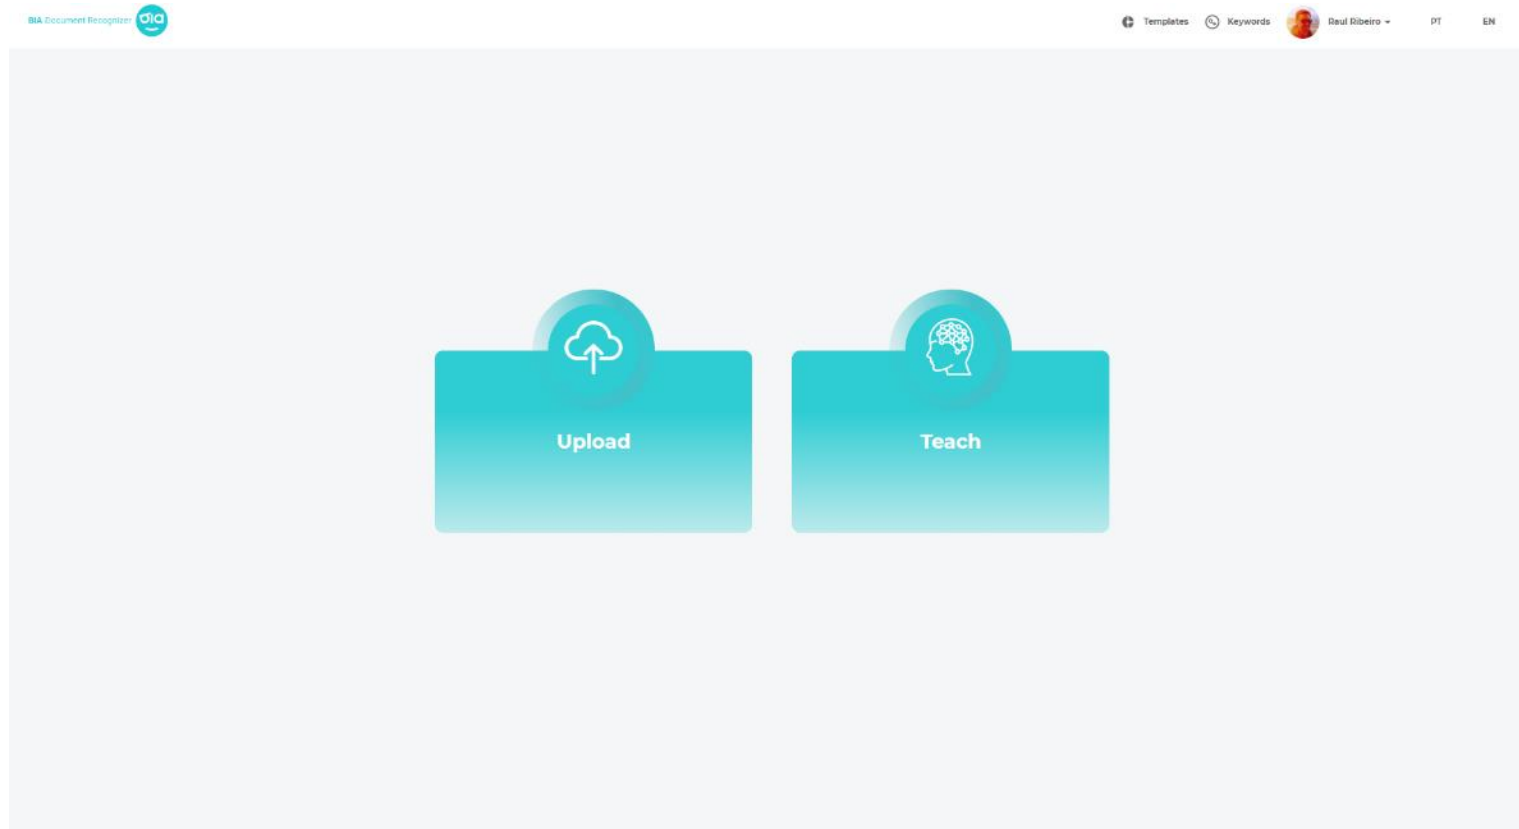 BIA Document Recognizer bia
Templates Keywords Raul Ribeiro PT EN
Upload
Teach